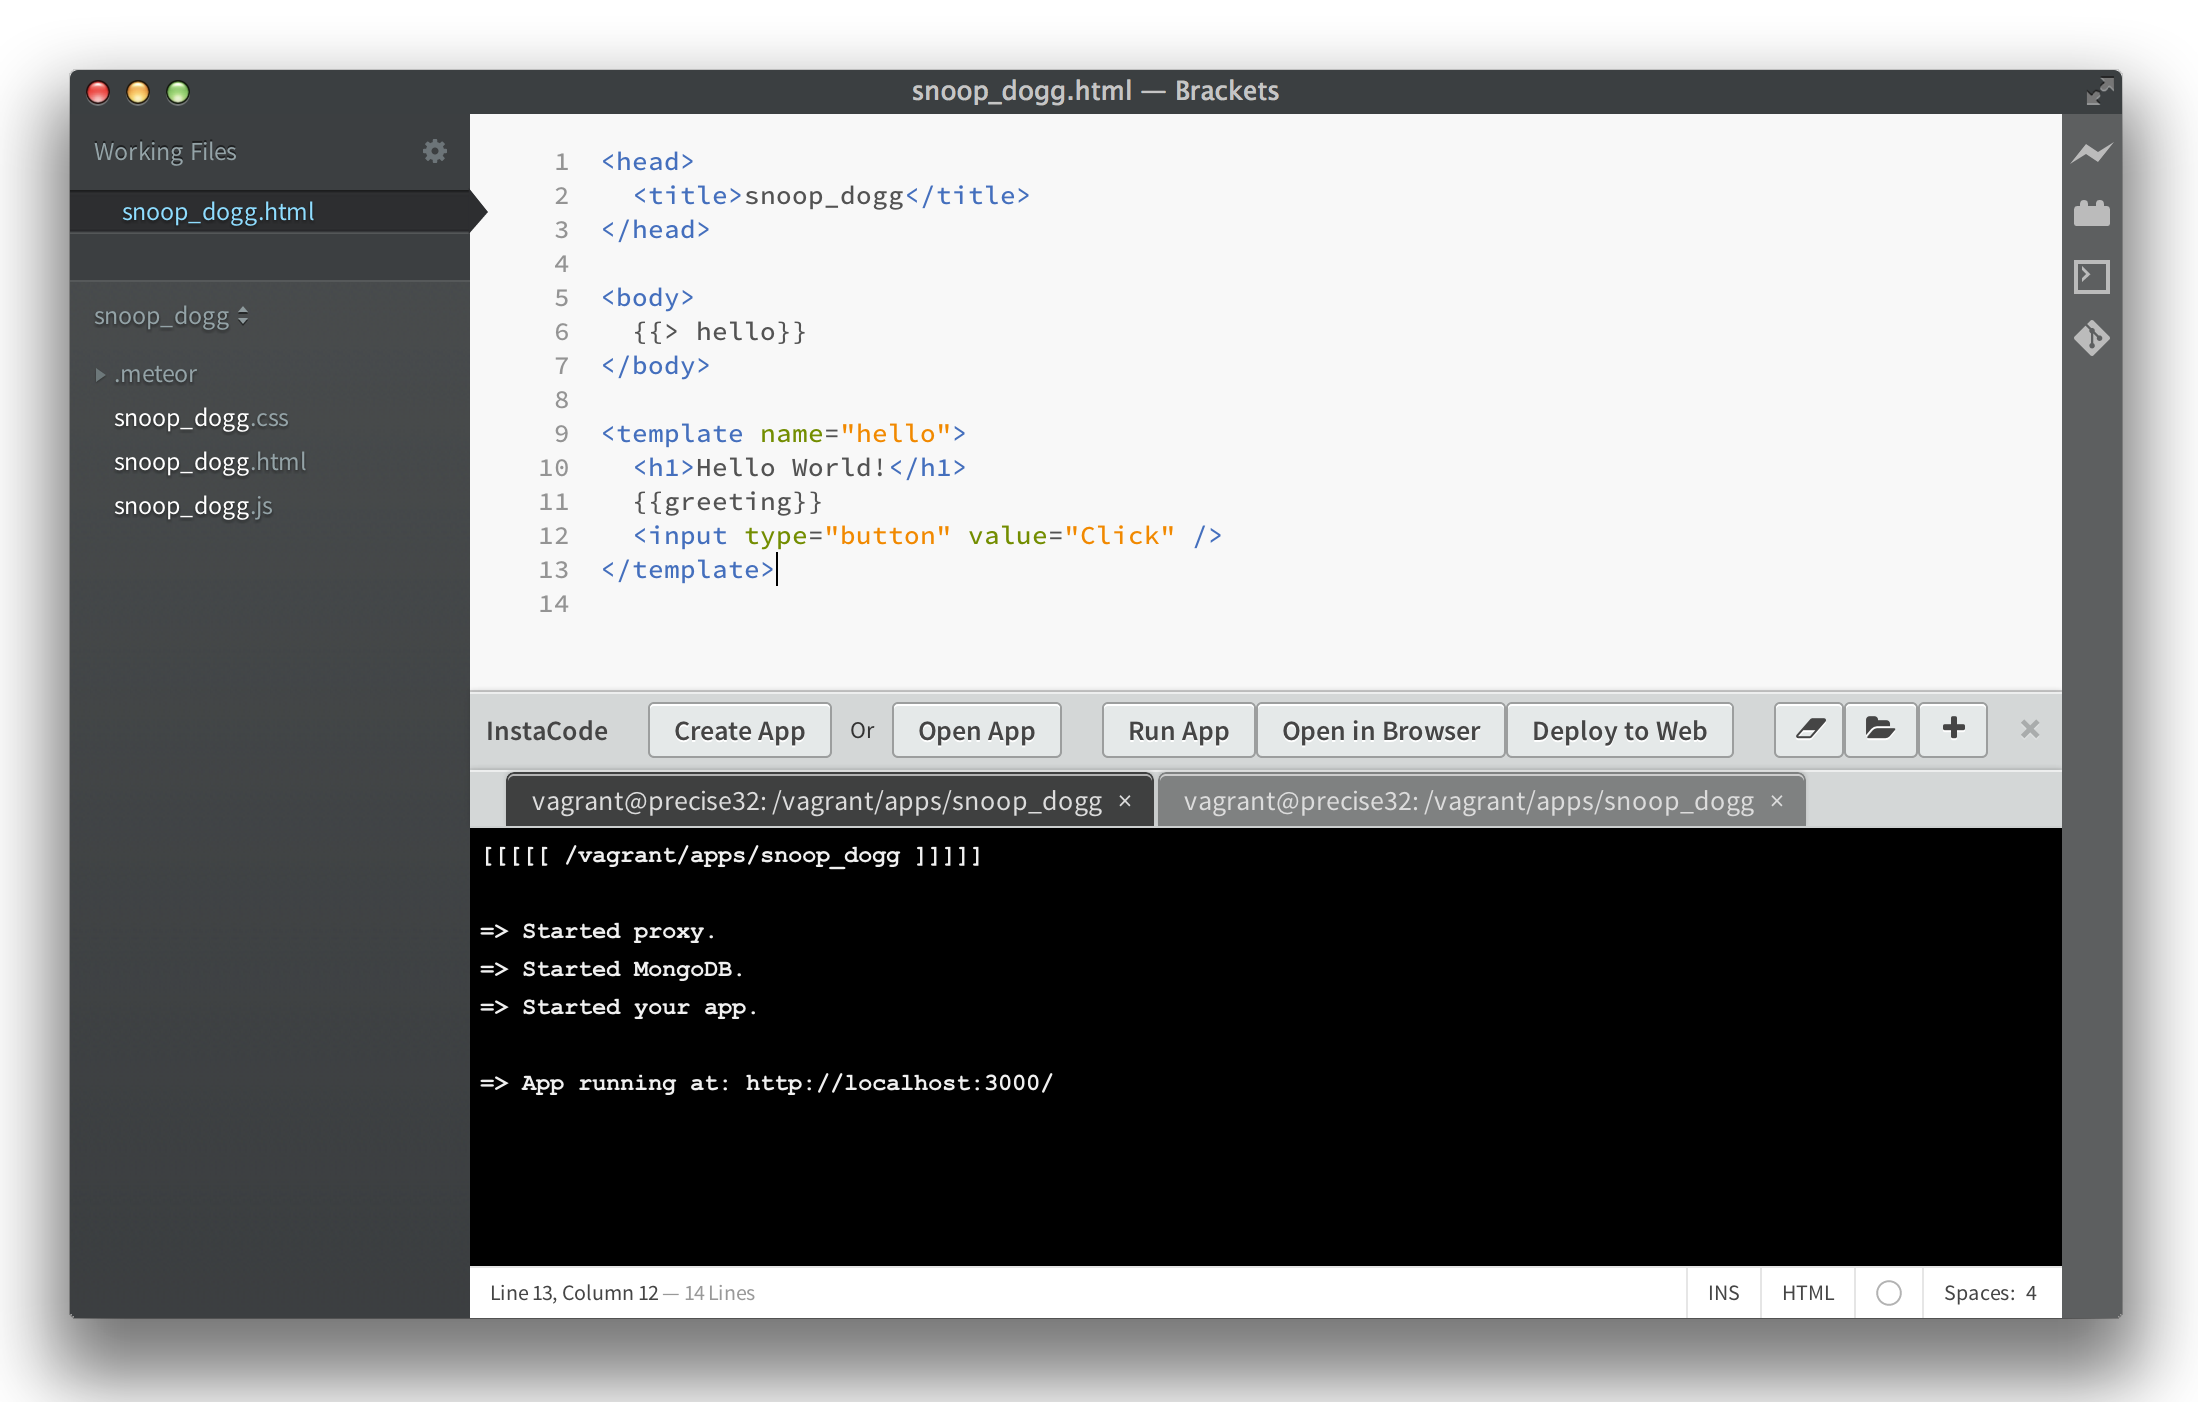 snoop_dogg.html — Brackets
Working Files
snoop_dogg.html
snoop_dogg
.meteor
snoop_dogg.css
snoop_dogg.html
snoop_dogg.js
1 <head>
2   <title>snoop_dogg</title>
3 </head>
4
5 <body>
6   {{> hello}}
7 </body>
8
9 <template name="hello">
10   <h1>Hello World!</h1>
11   {{greeting}}
12   <input type="button" value="Click" />
13 </template>
14
InstaCode Create App Or Open App Run App Open in Browser Deploy to Web
vagrant@precise32: /vagrant/apps/snoop_dogg × vagrant@precise32: /vagrant/apps/snoop_dogg ×
[[[[[ /vagrant/apps/snoop_dogg ]]]]]
=> Started proxy.
=> Started MongoDB.
=> Started your app.
=> App running at: http://localhost:3000/
Line 13, Column 12 — 14 Lines INS HTML Spaces: 4